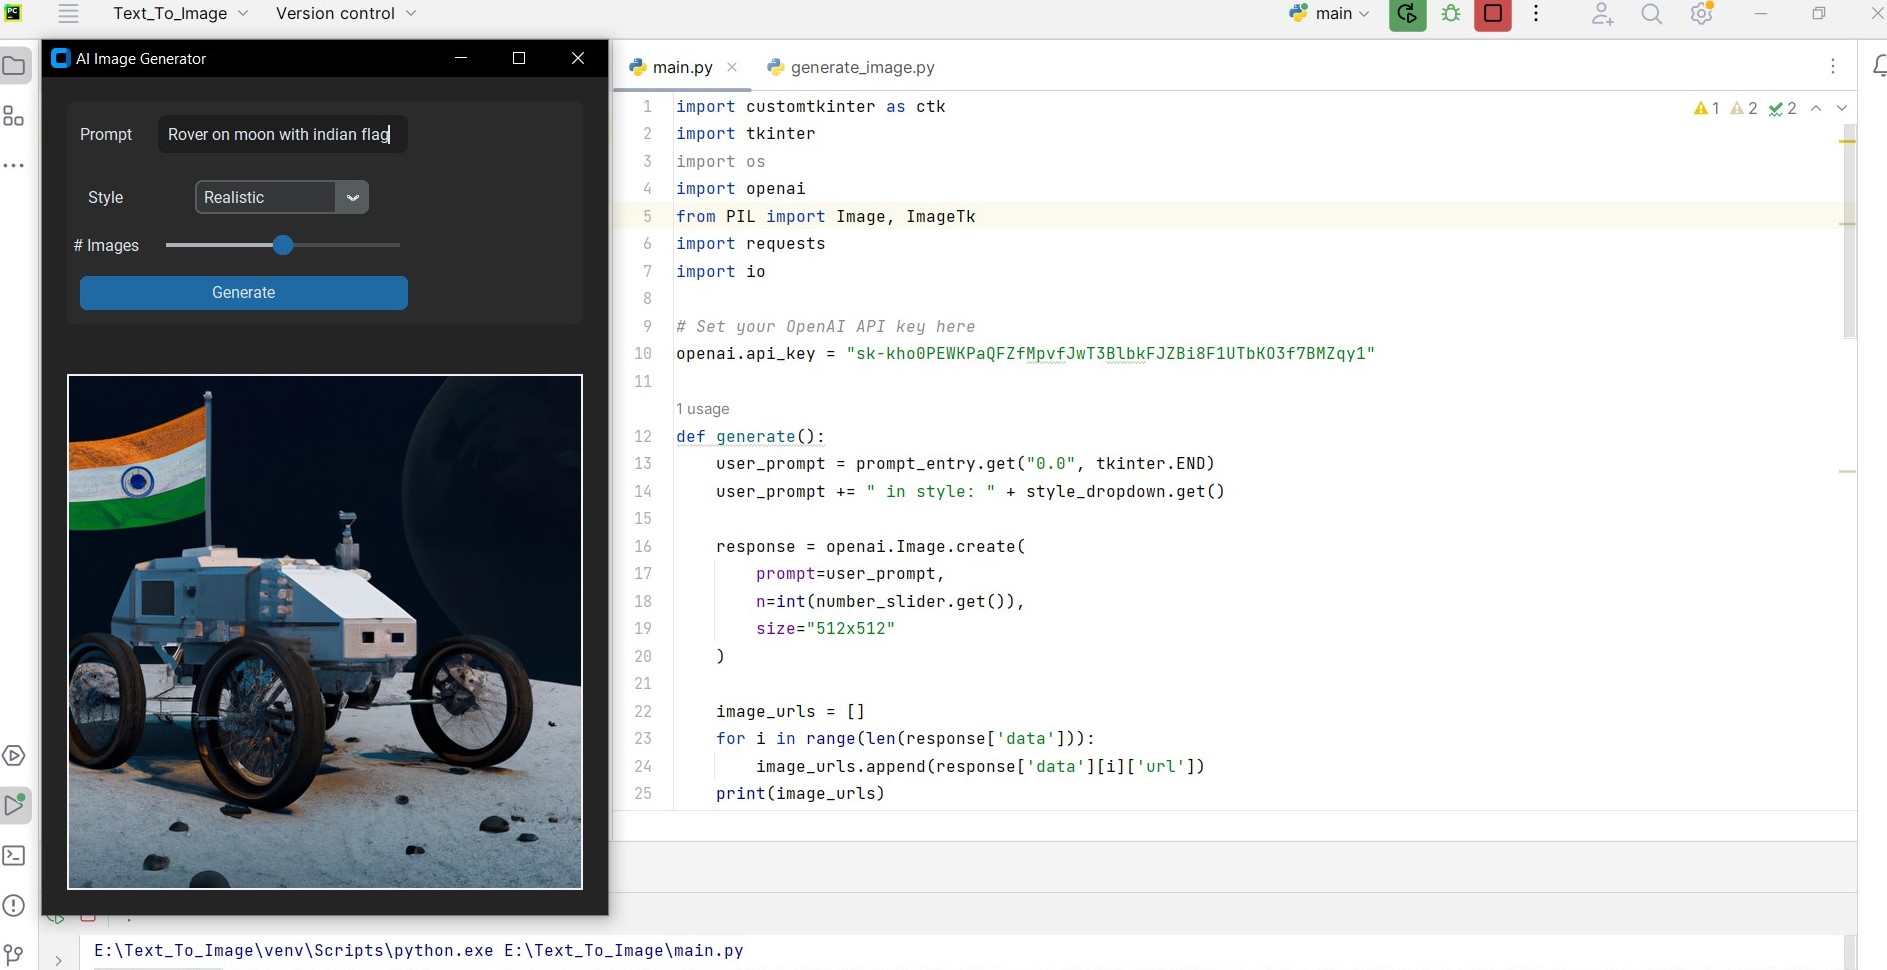 PC
Text_To_Image
Version control
main
AI Image Generator
Prompt
Rover on moon with indian flag
Style
Realistic
# Images
Generate
main.py
generate_image.py
1 2 2
1 import customtkinter as ctk
2 import tkinter
3 import os
4 import openai
5 from PIL import Image, ImageTk
6 import requests
7 import io
8
9 # Set your OpenAI API key here
10 openai.api_key = "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"
11
1 usage
12 def generate():
13 user_prompt = prompt_entry.get("0.0", tkinter.END)
14 user_prompt += " in style: " + style_dropdown.get()
15
16 response = openai.Image.create(
17 prompt=user_prompt,
18 n=int(number_slider.get()),
19 size="512x512"
20 )
21
22 image_urls = []
23 for i in range(len(response['data'])):
24 image_urls.append(response['data'][i]['url'])
25 print(image_urls)
E:\Text_To_Image\venv\Scripts\python.exe E:\Text_To_Image\main.py